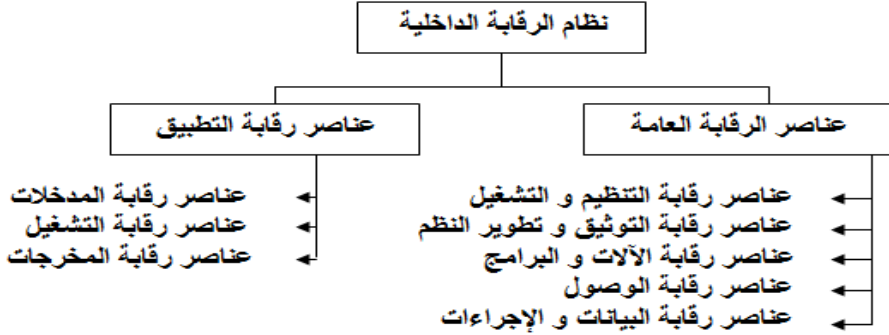 نظام الرقابة الداخلية
عناصر الرقابة العامة
عناصر رقابة التطبيق
عناصر رقابة التنظيم و التشغيل
عناصر رقابة التوثيق و تطوير النظم
عناصر رقابة الآلات و البرامج
عناصر رقابة الوصول
عناصر رقابة البيانات و الإجراءات
عناصر رقابة المدخلات
عناصر رقابة التشغيل
عناصر رقابة المخرجات